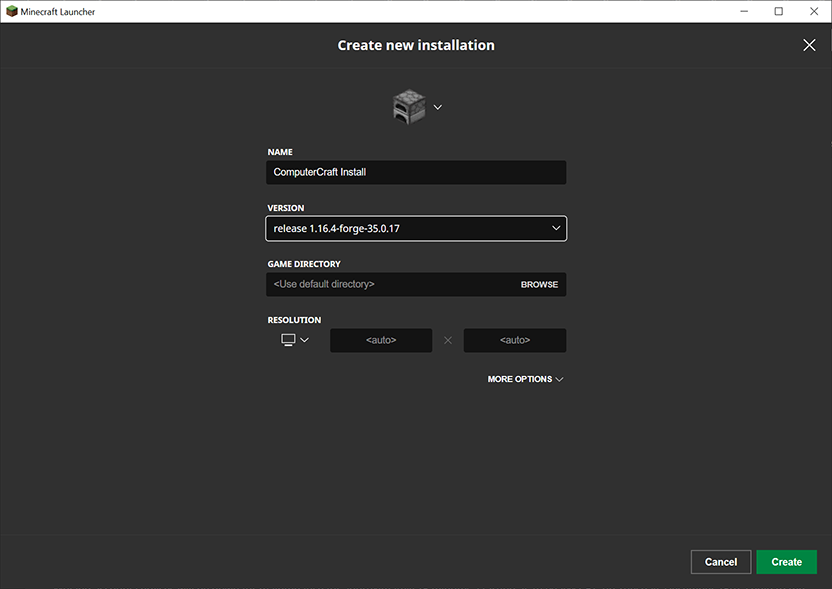 Minecraft Launcher
Create new installation
NAME
ComputerCraft Install
VERSION
release 1.16.4-forge-35.0.17
GAME DIRECTORY
<Use default directory> BROWSE
RESOLUTION
<auto> <auto>
MORE OPTIONS
Cancel Create